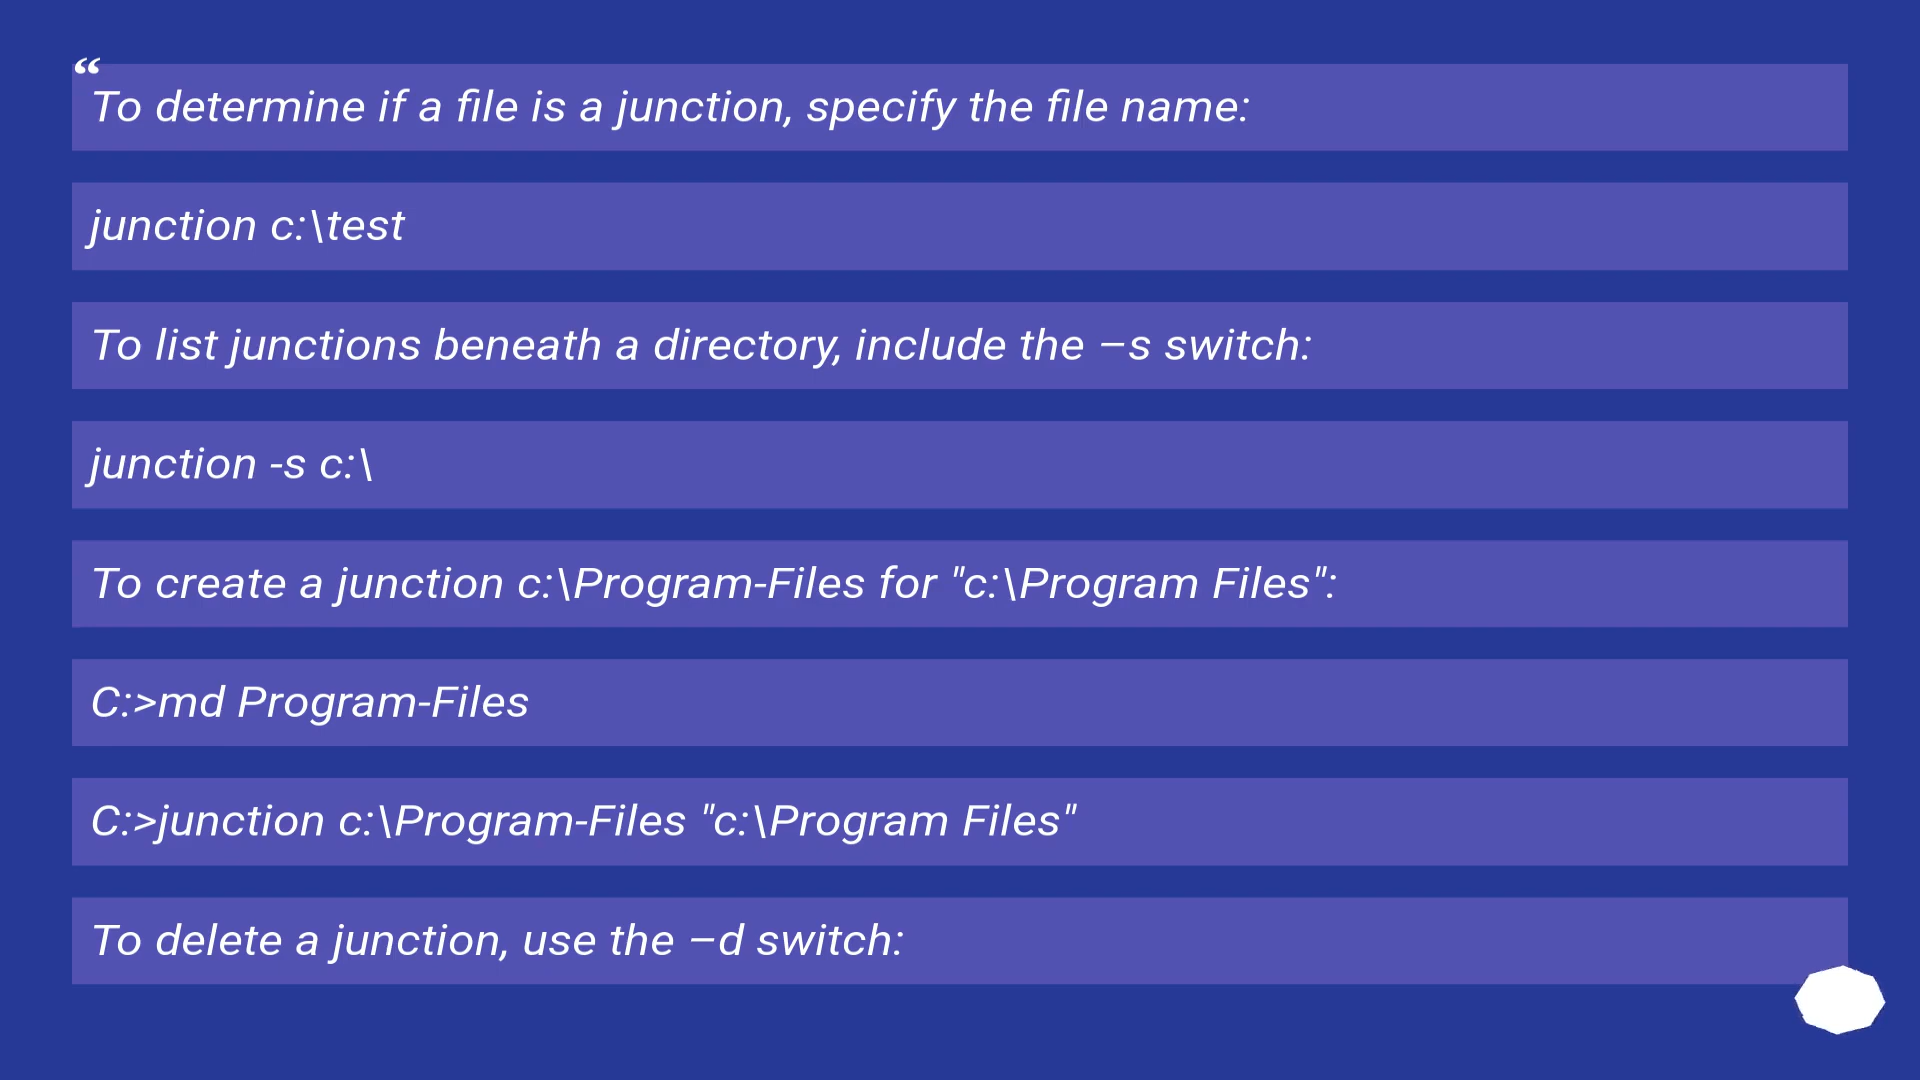 “
To determine if a file is a junction, specify the file name:
junction c:\test
To list junctions beneath a directory, include the –s switch:
junction -s c:\
To create a junction c:\Program-Files for "c:\Program Files":
C:>md Program-Files
C:>junction c:\Program-Files "c:\Program Files"
To delete a junction, use the –d switch: